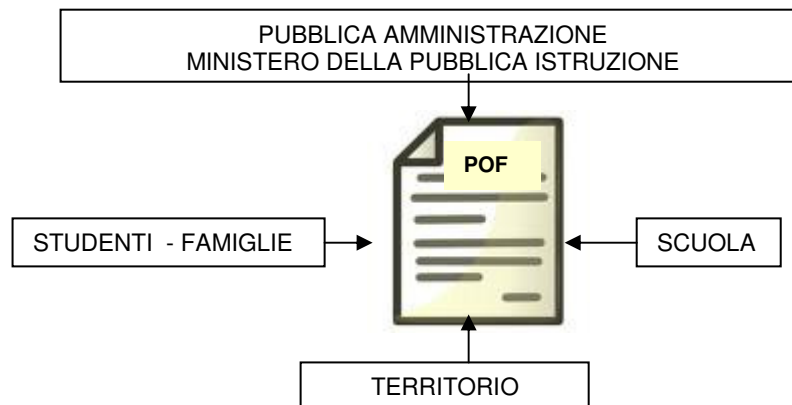 PUBBLICA AMMINISTRAZIONE
MINISTERO DELLA PUBBLICA ISTRUZIONE
POF
STUDENTI - FAMIGLIE
SCUOLA
TERRITORIO